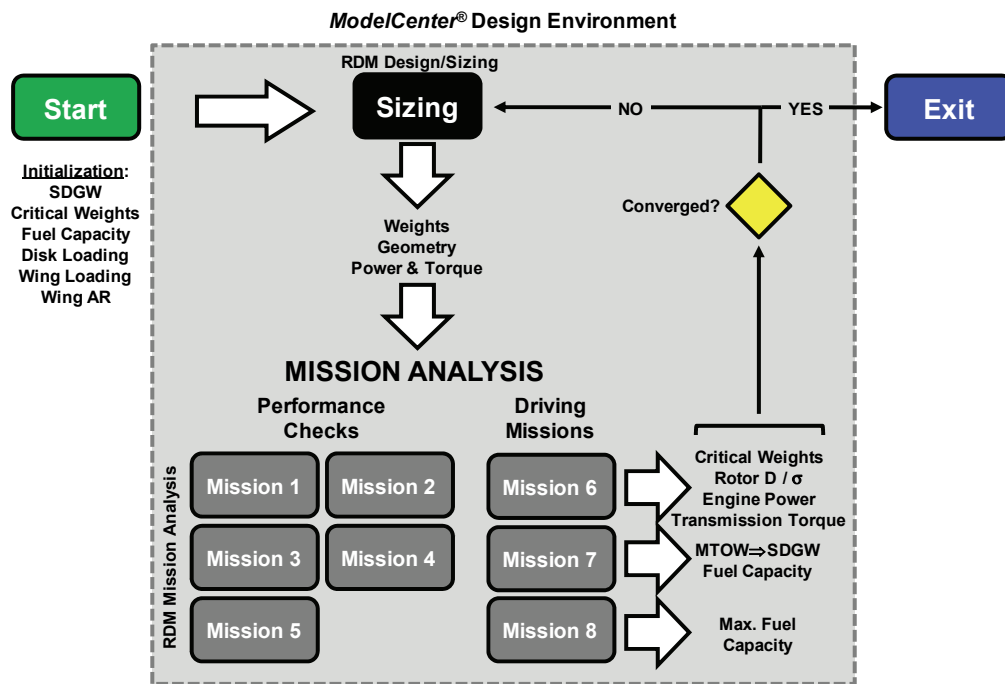 ModelCenter® Design Environment
RDM Design/Sizing
Start
Sizing
NO
YES
Exit
Initialization:
SDGW
Critical Weights
Fuel Capacity
Disk Loading
Wing Loading
Wing AR
Converged?
Weights
Geometry
Power & Torque
MISSION ANALYSIS
Performance
Checks
Driving
Missions
RDM Mission Analysis
Mission 1
Mission 2
Mission 3
Mission 4
Mission 5
Mission 6
Mission 7
Mission 8
Critical Weights
Rotor D / σ
Engine Power
Transmission Torque
MTOW⇒SDGW
Fuel Capacity
Max. Fuel
Capacity